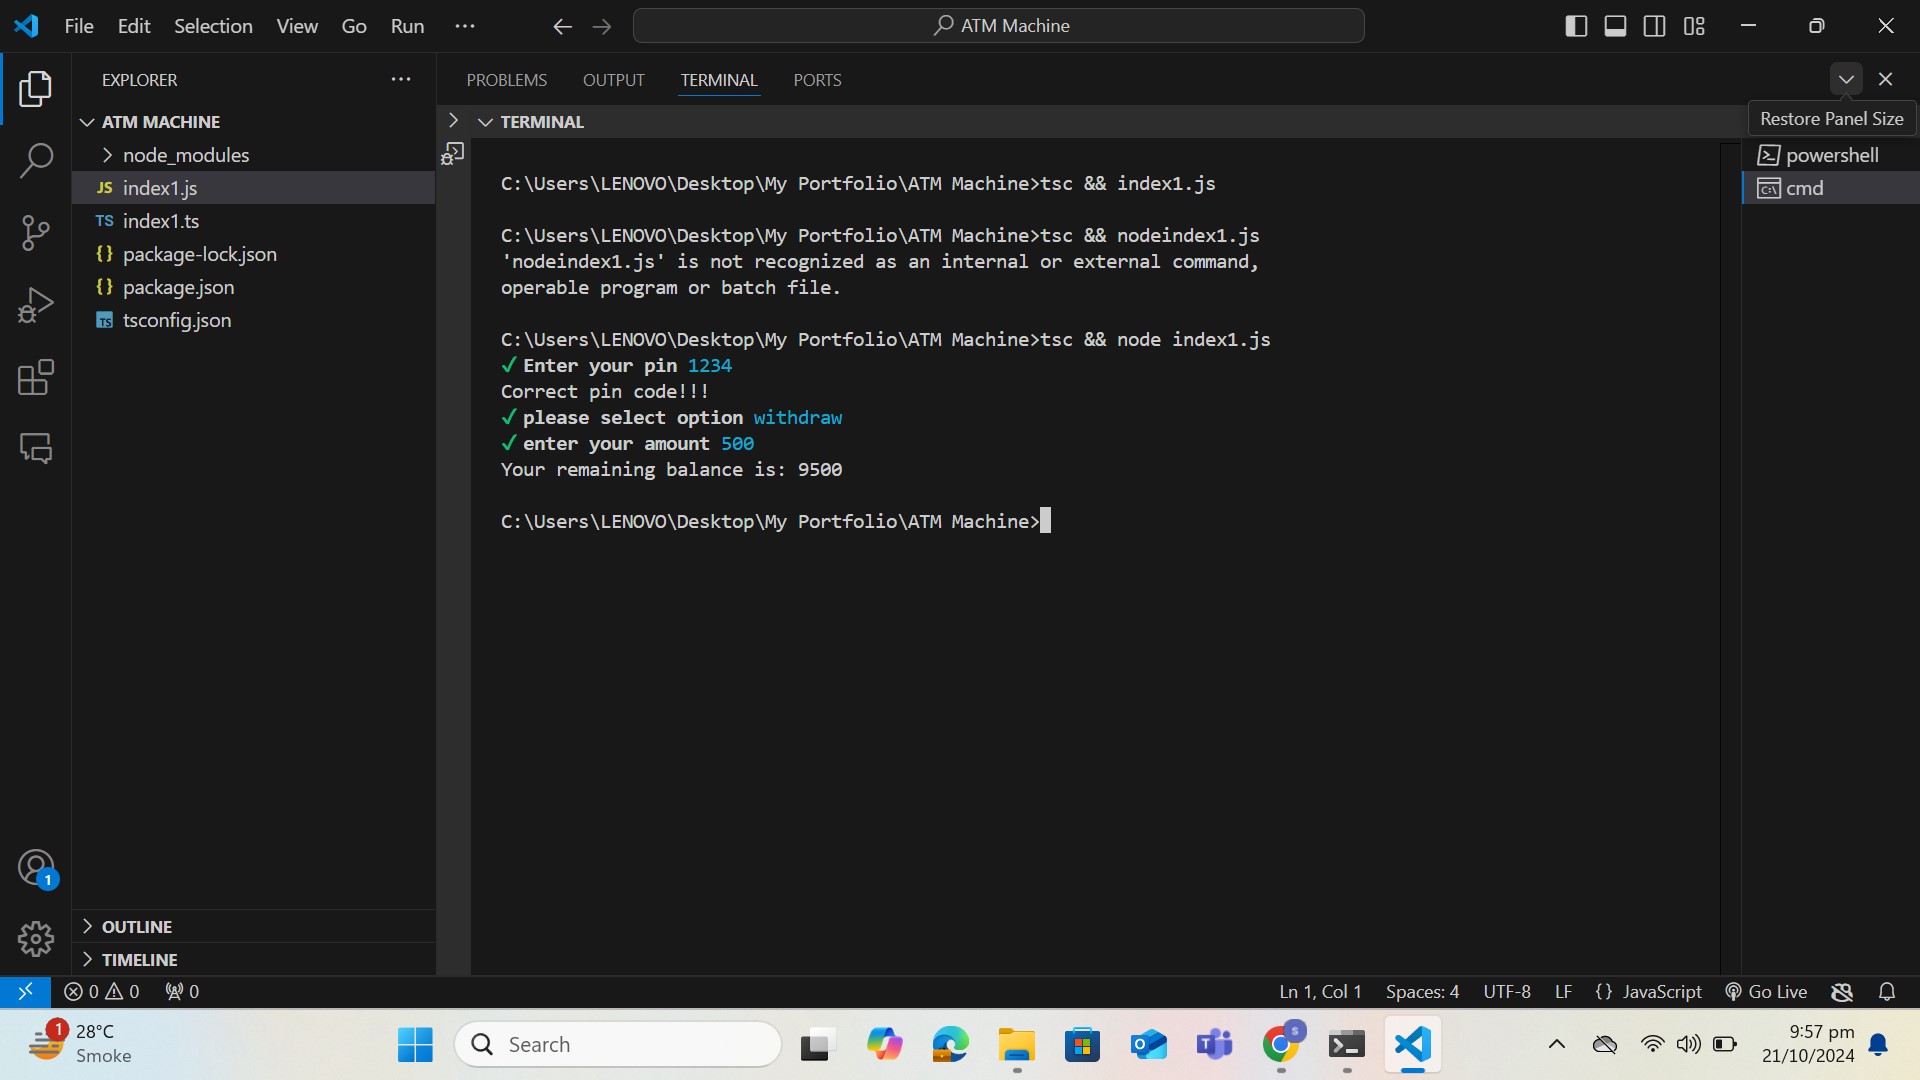 File Edit Selection View Go Run ···
ATM Machine
EXPLORER ···
ATM MACHINE
node_modules
JS index1.js
TS index1.ts
{} package-lock.json
{} package.json
TS tsconfig.json
OUTLINE
TIMELINE
PROBLEMS OUTPUT TERMINAL PORTS
Restore Panel Size
TERMINAL
powershell
cmd
C:\Users\LENOVO\Desktop\My Portfolio\ATM Machine>tsc && index1.js
C:\Users\LENOVO\Desktop\My Portfolio\ATM Machine>tsc && nodeindex1.js
'nodeindex1.js' is not recognized as an internal or external command,
operable program or batch file.
C:\Users\LENOVO\Desktop\My Portfolio\ATM Machine>tsc && node index1.js
✓ Enter your pin 1234
Correct pin code!!!
✓ please select option withdraw
✓ enter your amount 500
Your remaining balance is: 9500
C:\Users\LENOVO\Desktop\My Portfolio\ATM Machine>
1
0 0 0
Ln 1, Col 1 Spaces: 4 UTF-8 LF {} JavaScript Go Live
1
28°C
Smoke
Search
S
9:57 pm
21/10/2024